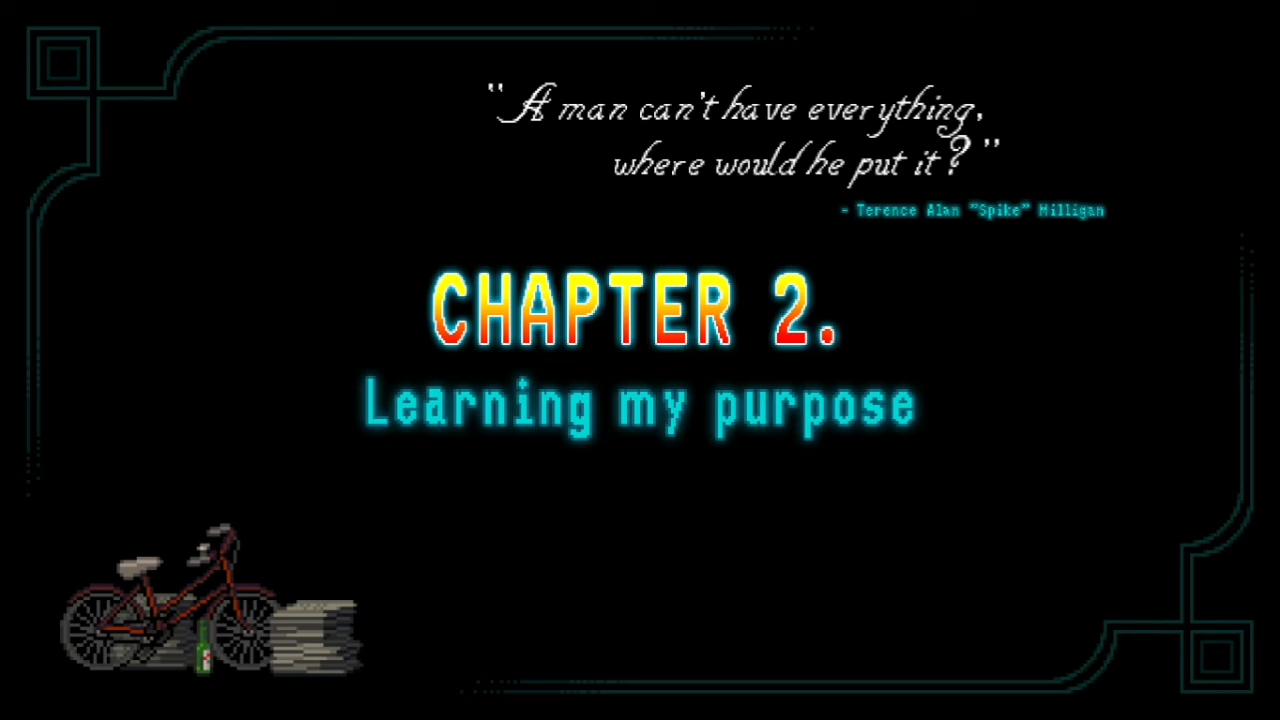 "A man can't have everything,
where would he put it?"
- Terence Alan "Spike" Milligan
CHAPTER 2.
Learning my purpose